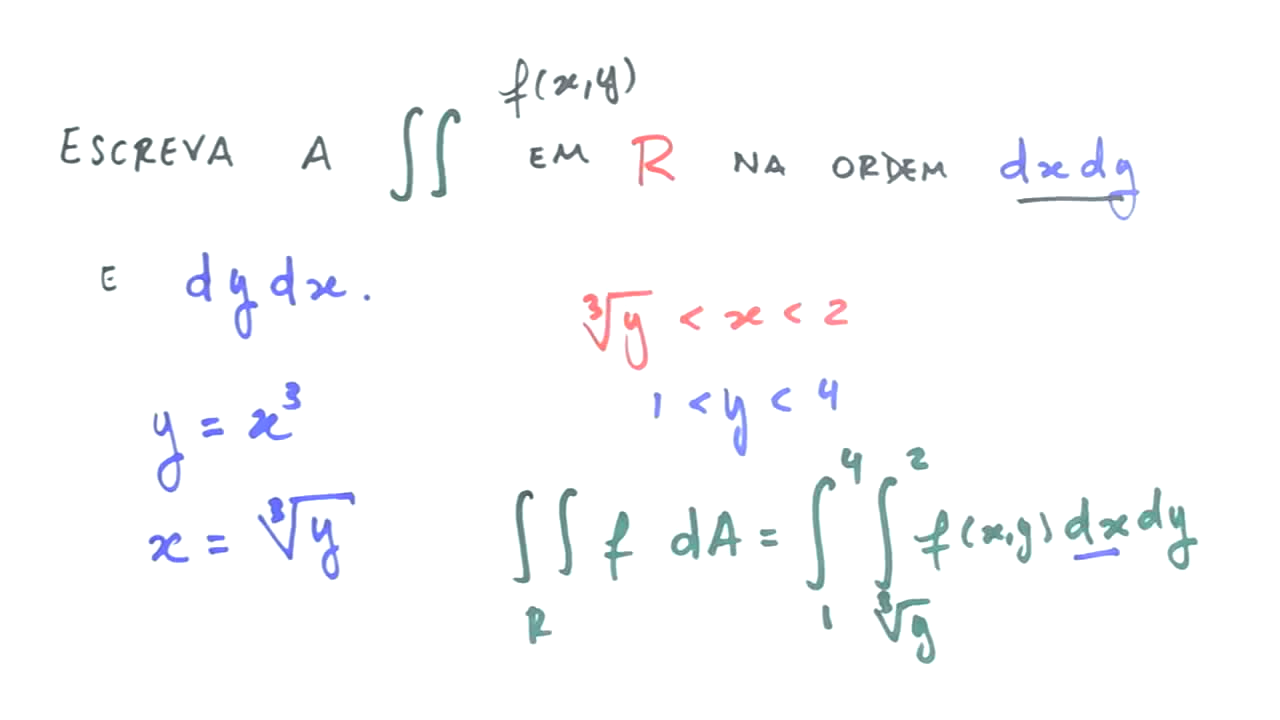 ESCREVA A ∬ f(x,y) EM R NA ORDEM dxdy
E dydx.
∛y < x < 2
1 < y < 4
y = x³
x = ∛y
∬_R f dA = ∫_1^4 ∫_∛y^2 f(x,y) dxdy